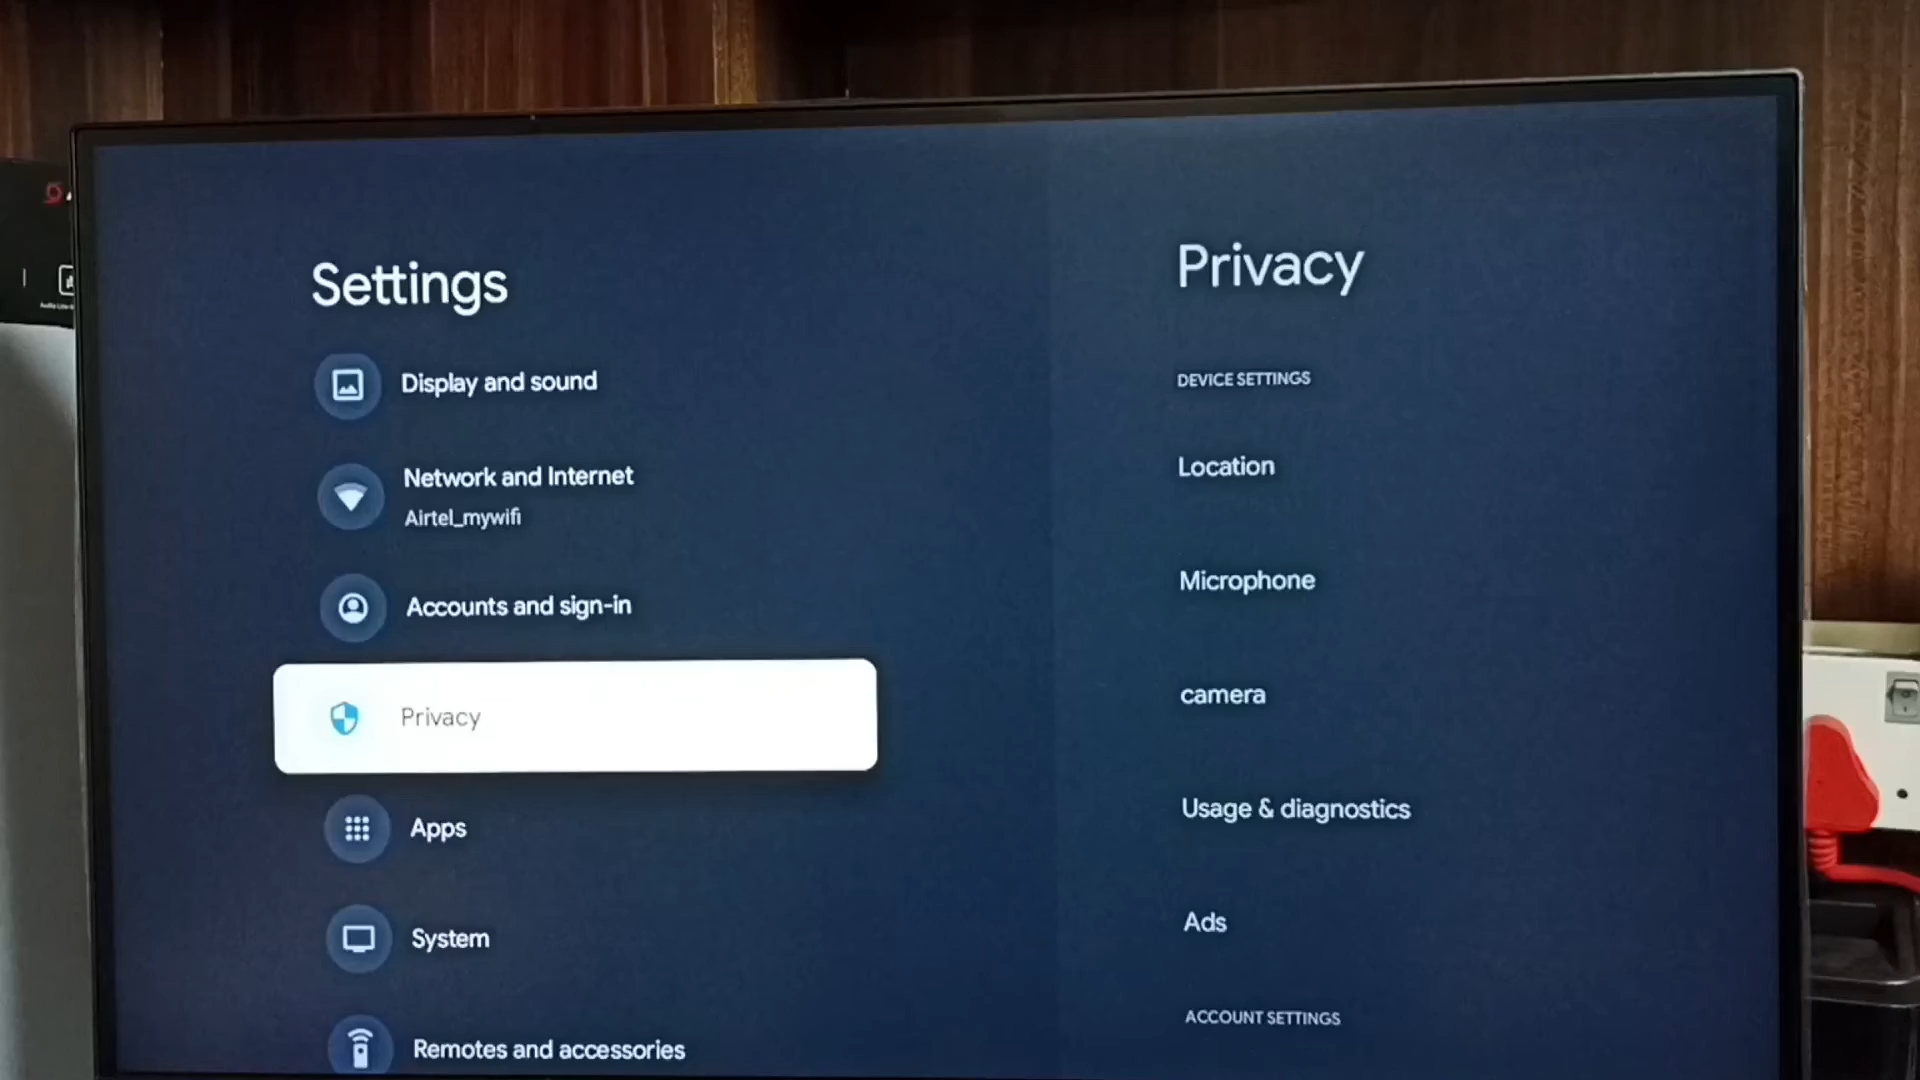 Settings
Display and sound
Network and Internet
Airtel_mywifi
Accounts and sign-in
Privacy
Apps
System
Remotes and accessories
Privacy
DEVICE SETTINGS
Location
Microphone
camera
Usage & diagnostics
Ads
ACCOUNT SETTINGS